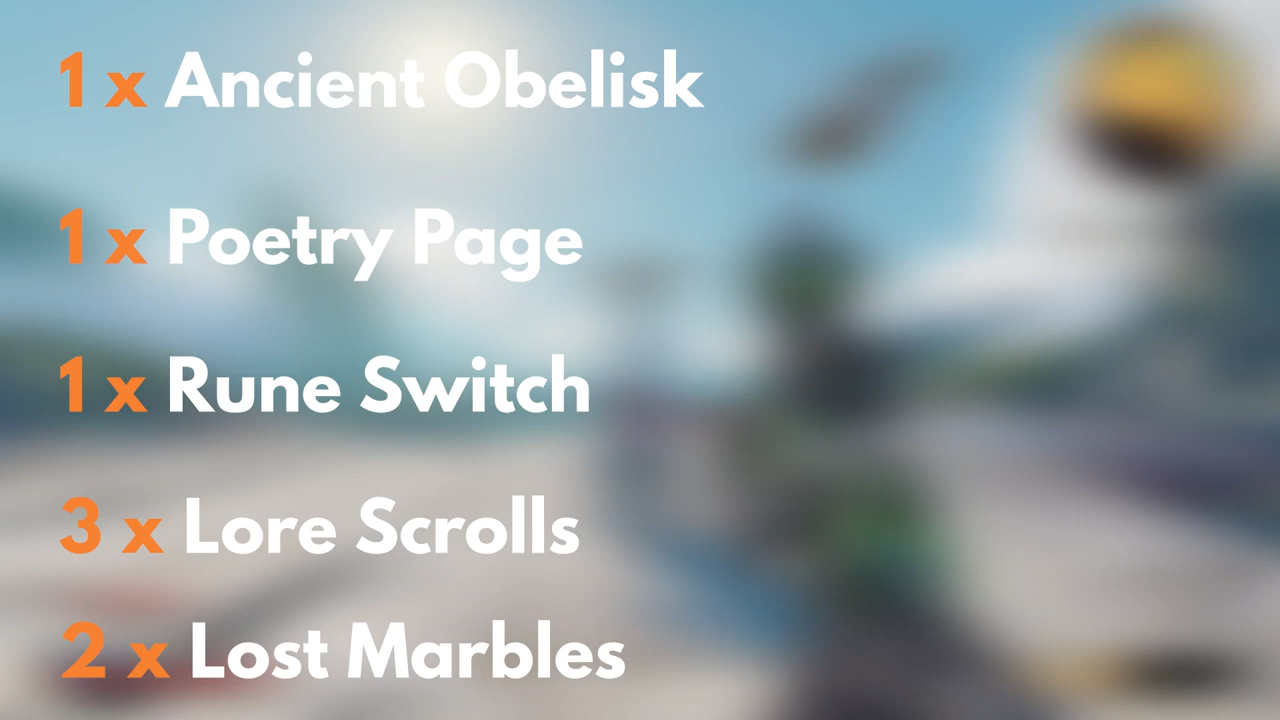 1 x Ancient Obelisk
1 x Poetry Page
1 x Rune Switch
3 x Lore Scrolls
2 x Lost Marbles